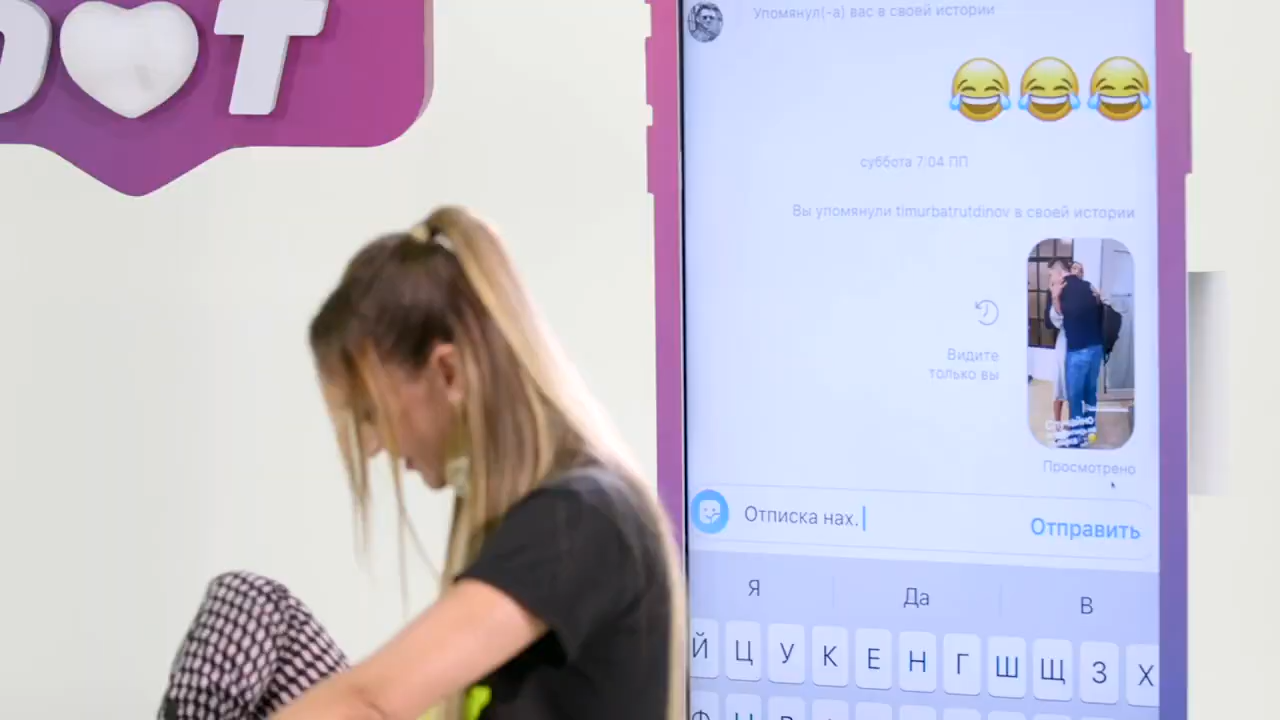 Т
Упомянул(-а) вас в своей истории
суббота 7:04 ПП
Вы упомянули timurbatrutdinov в своей истории
Видите
только вы
Просмотрено
Отписка нах.
Отправить
Я Да В
Й Ц У К Е Н Г Ш Щ З Х